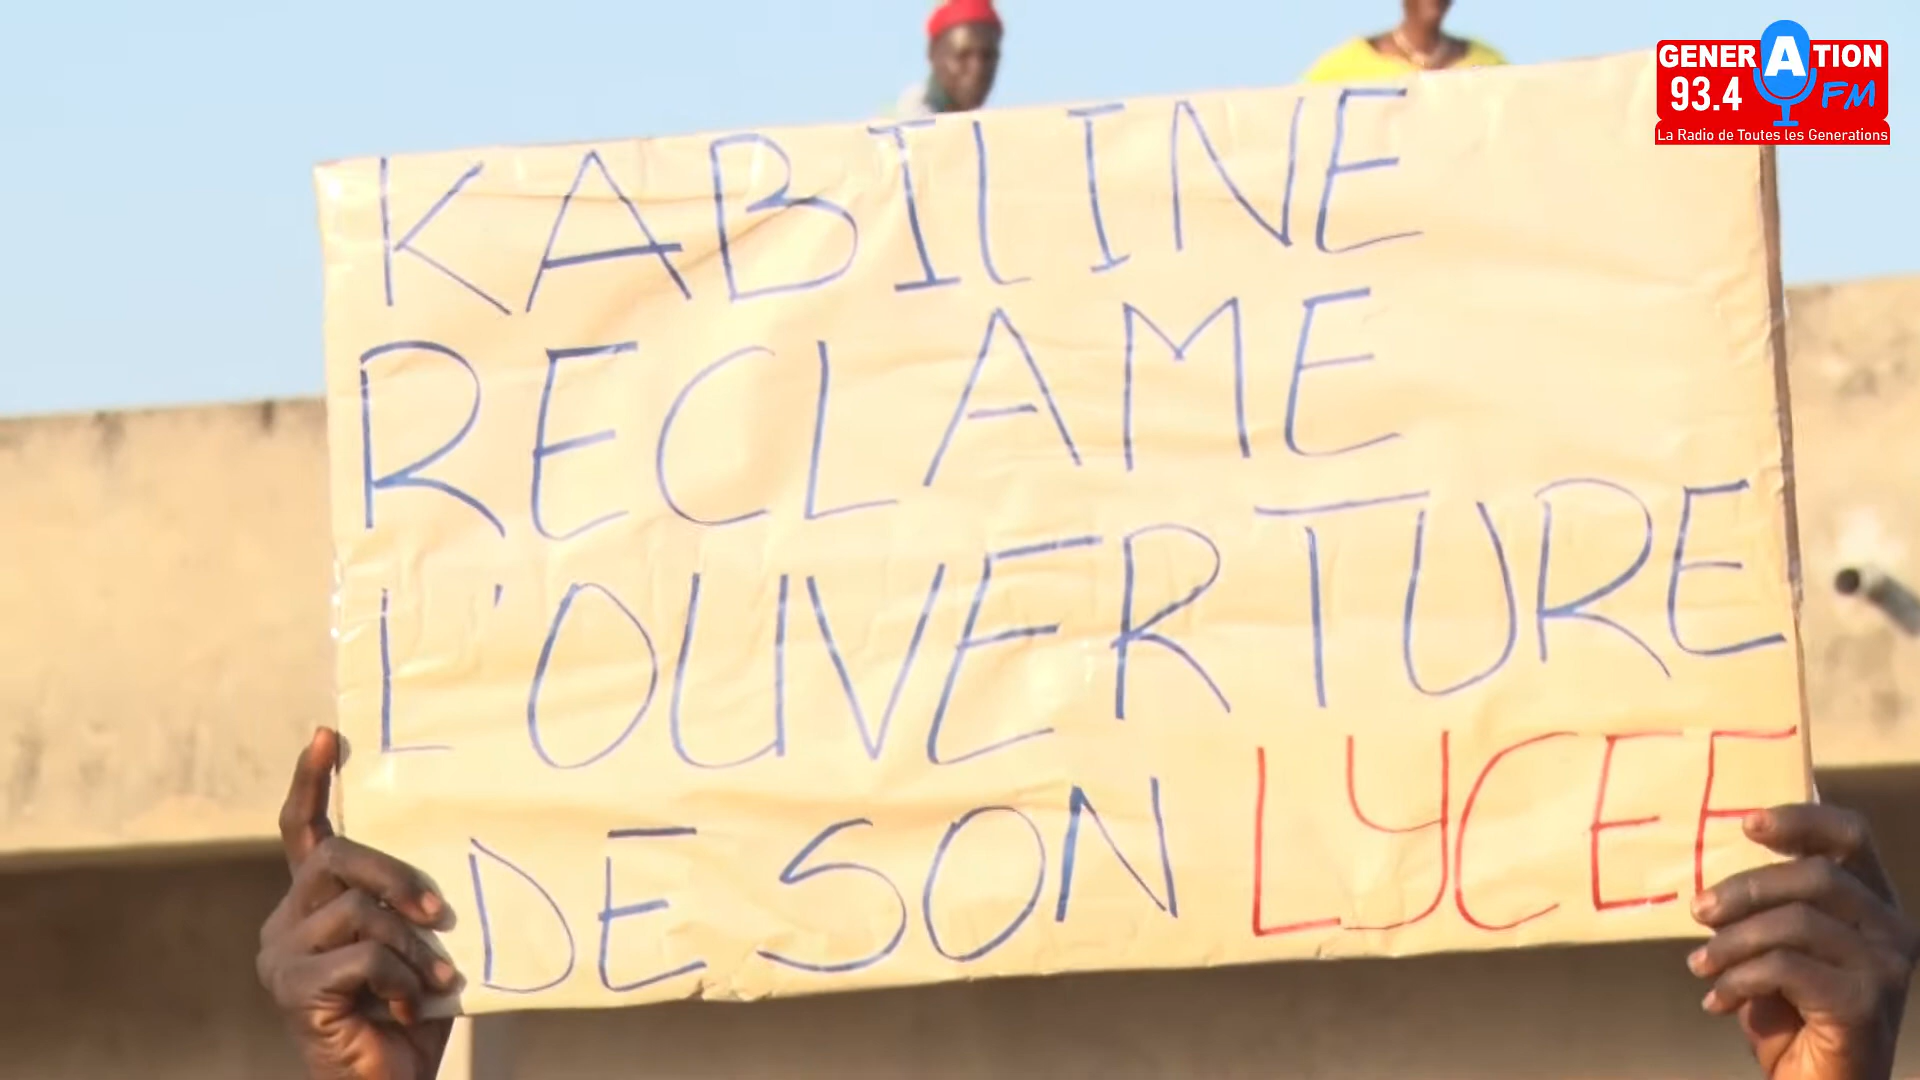 KABILINE
RECLAME
L'OUVERTURE
DE SON LYCEE
GENERATION
93.4 FM
La Radio de Toutes les Generations